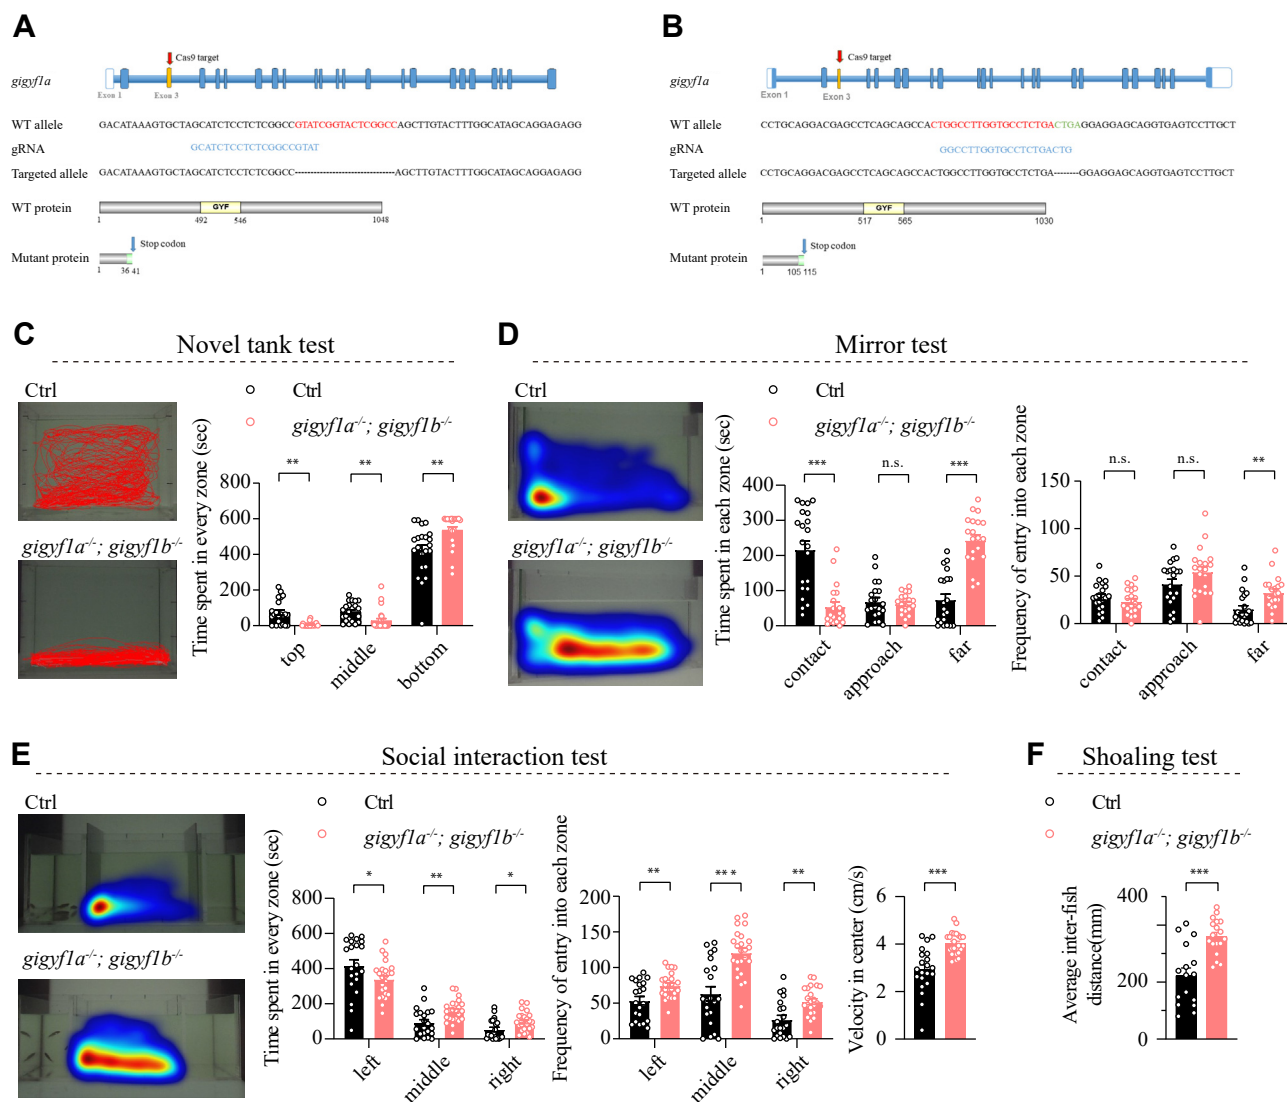 A
Cas9 target
gigyf1a
Exon 1
Exon 3
WT allele
GACATAAAGTGCTAGCATCTCCTCTCGGCCGTATCGGTACTCGGCCAGCTTGTACTTTGGCATAGCAGGAGAGG
gRNA
GCATCTCCTCTCGGCCGTAT
Targeted allele
GACATAAAGTGCTAGCATCTCCTCTCGGCC----------------AGCTTGTACTTTGGCATAGCAGGAGAGG
WT protein
GYF
1
492
546
1048
Stop codon
Mutant protein
1
36 41
B
Cas9 target
gigyf1a
Exon 1
Exon 3
WT allele
CCTGCAGGACGAGCCTCAGCAGCCACTGGCCTTGGTGCCTCTGACTGAGGAGGAGCAGGTGAGTCCTTGCT
gRNA
GGCCTTGGTGCCTCTGACTG
Targeted allele
CCTGCAGGACGAGCCTCAGCAGCCACTGGCCTTGGTGCCTCTGA-------GGAGGAGCAGGTGAGTCCTTGCT
WT protein
GYF
1
517
565
1030
Stop codon
Mutant protein
1
105 115
C
Novel tank test
Ctrl
gigyf1a-/-; gigyf1b-/-
Ctrl
gigyf1a-/-; gigyf1b-/-
Time spent in every zone (sec)
800
600
400
200
0
**
**
**
top
middle
bottom
D
Mirror test
Ctrl
gigyf1a-/-; gigyf1b-/-
Ctrl
gigyf1a-/-; gigyf1b-/-
Time spent in each zone (sec)
400
300
200
100
0
***
n.s.
***
contact
approach
far
Frequency of entry into each zone
150
100
50
0
n.s.
n.s.
**
contact
approach
far
E
Social interaction test
Ctrl
gigyf1a-/-; gigyf1b-/-
Ctrl
gigyf1a-/-; gigyf1b-/-
Time spent in every zone (sec)
800
600
400
200
0
*
**
*
left
middle
right
Frequency of entry into each zone
200
150
100
50
0
**
***
**
left
middle
right
Velocity in center (cm/s)
6
4
2
0
***
F
Shoaling test
Ctrl
gigyf1a-/-; gigyf1b-/-
Average inter-fish
distance(mm)
400
200
0
***